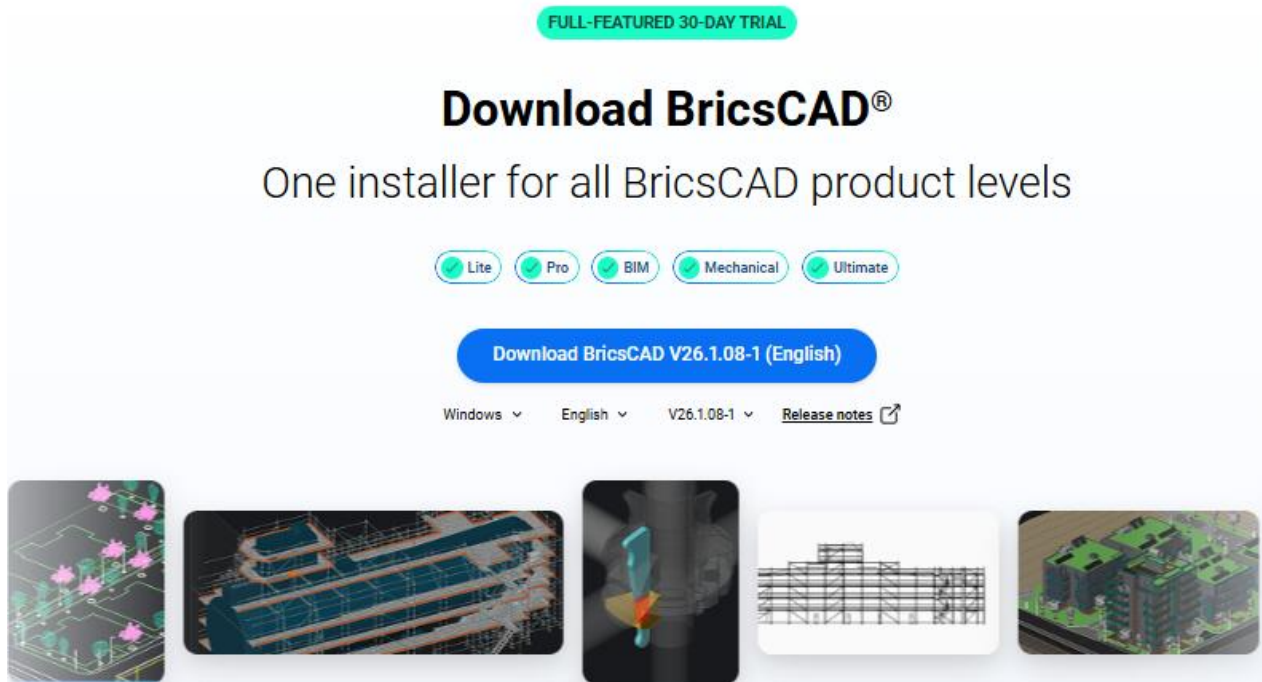 FULL-FEATURED 30-DAY TRIAL
Download BricsCAD®
One installer for all BricsCAD product levels
Lite Pro BIM Mechanical Ultimate
Download BricsCAD V26.1.08-1 (English)
Windows English V26.1.08-1 Release notes